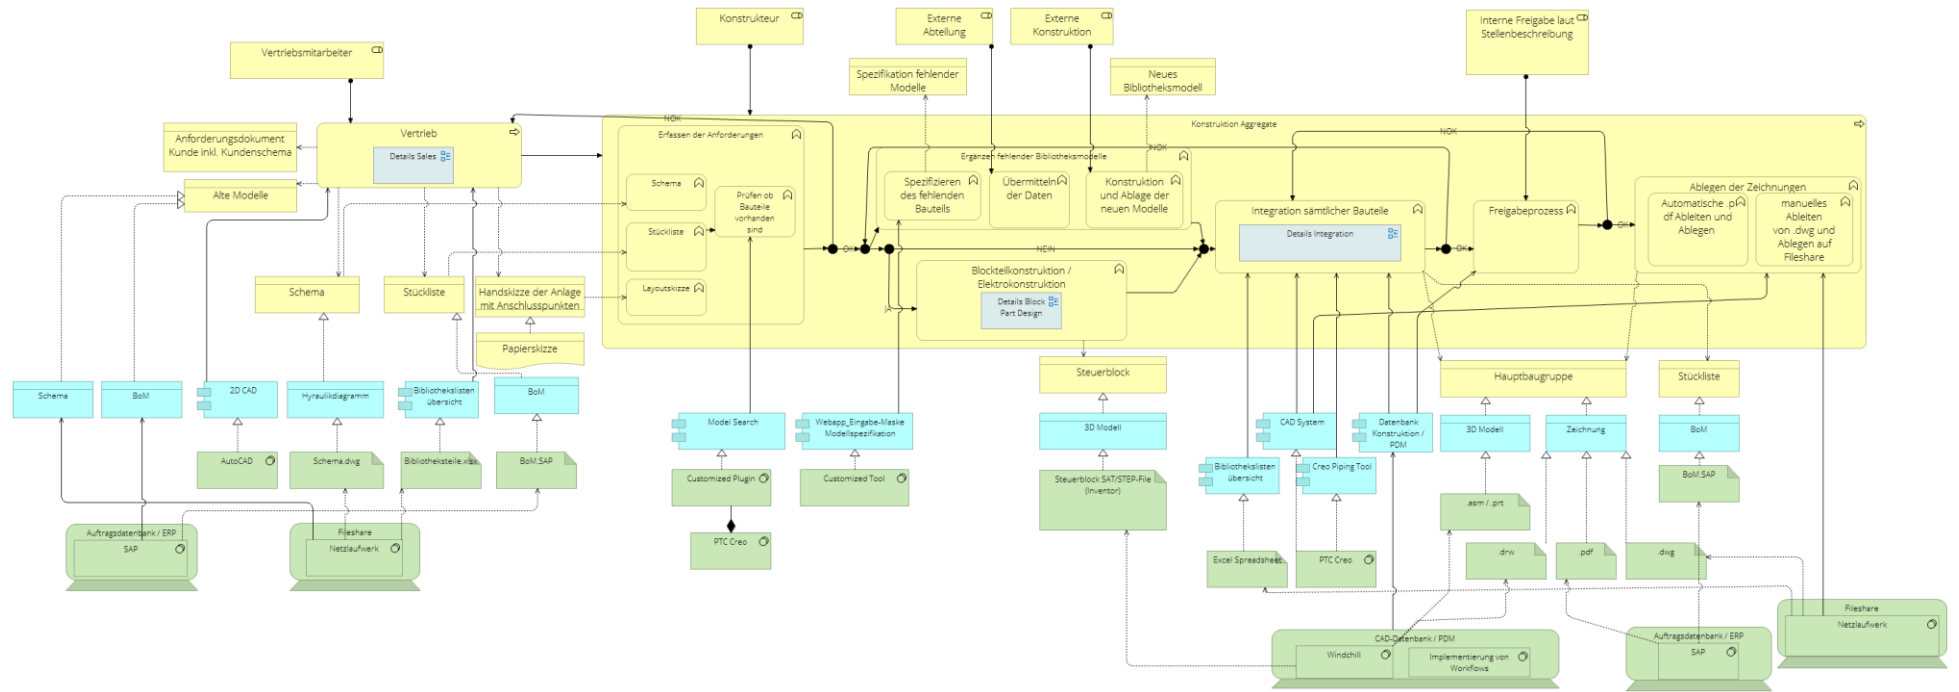 Konstrukteur
Externe
Abteilung
Externe
Konstruktion
Interne Freigabe laut
Stellenbeschreibung
Vertriebsmitarbeiter
Spezifikation fehlender
Modelle
Neues
Bibliotheksmodell
Anforderungsdokument
Kunde inkl. Kundenschema
Vertrieb
Details Sales
Alte Modelle
NOK
Konstruktion Aggregate
Erfassen der Anforderungen
Schema
Stückliste
Layoutskizze
Prüfen ob
Bauteile
vorhanden
sind
OK
NOK
Ergänzen fehlender Bibliotheksmodelle
Spezifizieren
des fehlenden
Bauteils
Übermitteln
der Daten
Konstruktion
und Ablage der
neuen Modelle
NEIN
JA
Blockteilkonstruktion /
Elektrokonstruktion
Details Block
Part Design
NOK
Integration sämtlicher Bauteile
Details Integration
OK
Freigabeprozess
OK
Ablegen der Zeichnungen
Automatische .p
df Ableiten und
Ablegen
manuelles
Ableiten
von .dwg und
Ablegen auf
Fileshare
Schema
Stückliste
Handskizze der Anlage
mit Anschlusspunkten
Papierskizze
Steuerblock
Hauptbaugruppe
Stückliste
Schema
BoM
2D CAD
Hyraulikdiagramm
Bibliothekslisten
übersicht
BoM
Model Search
Webapp_Eingabe-Maske
Modellspezifikation
3D Modell
CAD System
Datenbank
Konstruktion /
PDM
3D Modell
Zeichnung
BoM
AutoCAD
Schema.dwg
Bibliotheksteile.xlsx
BoM.SAP
Customized Plugin
Customized Tool
Steuerblock SAT/STEP-File
(Inventor)
Bibliothekslisten
übersicht
Creo Piping Tool
BoM.SAP
.asm / .prt
PTC Creo
Excel Spreadsheet
PTC Creo
.drw
.pdf
.dwg
Auftragsdatenbank / ERP
SAP
Fileshare
Netzlaufwerk
CAD-Datenbank / PDM
Windchill
Implementierung von
Workflows
Auftragsdatenbank / ERP
SAP
Fileshare
Netzlaufwerk